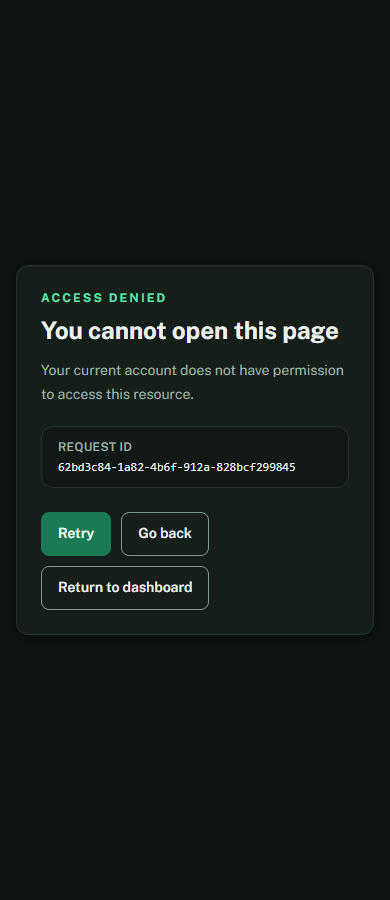 ACCESS DENIED
You cannot open this page
Your current account does not have permission
to access this resource.
REQUEST ID
62bd3c84-1a82-4b6f-912a-828bcf299845
Retry
Go back
Return to dashboard